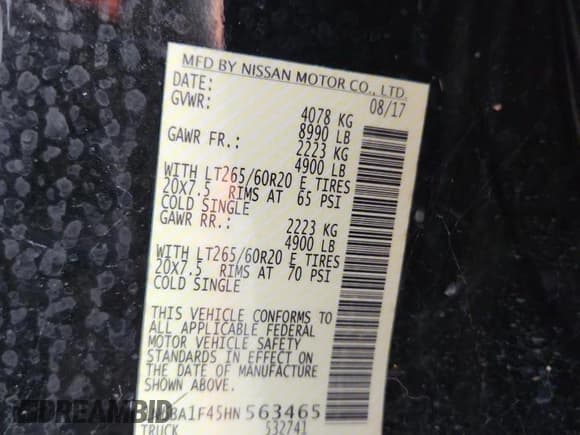 MFD BY NISSAN MOTOR CO., LTD.
DATE: 08/17
GVWR: 4078 KG
8990 LB
GAWR FR.: 2223 KG
4900 LB
WITH LT265/60R20 E TIRES
20X7.5 RIMS AT 65 PSI
COLD SINGLE
GAWR RR.: 2223 KG
4900 LB
WITH LT265/60R20 E TIRES
20X7.5 RIMS AT 70 PSI
COLD SINGLE
THIS VEHICLE CONFORMS TO
ALL APPLICABLE FEDERAL
MOTOR VEHICLE SAFETY
STANDARDS IN EFFECT ON
THE DATE OF MANUFACTURE
SHOWN ABOVE.
BA1F45HN563465
TRUCK 532741
DREAMBID